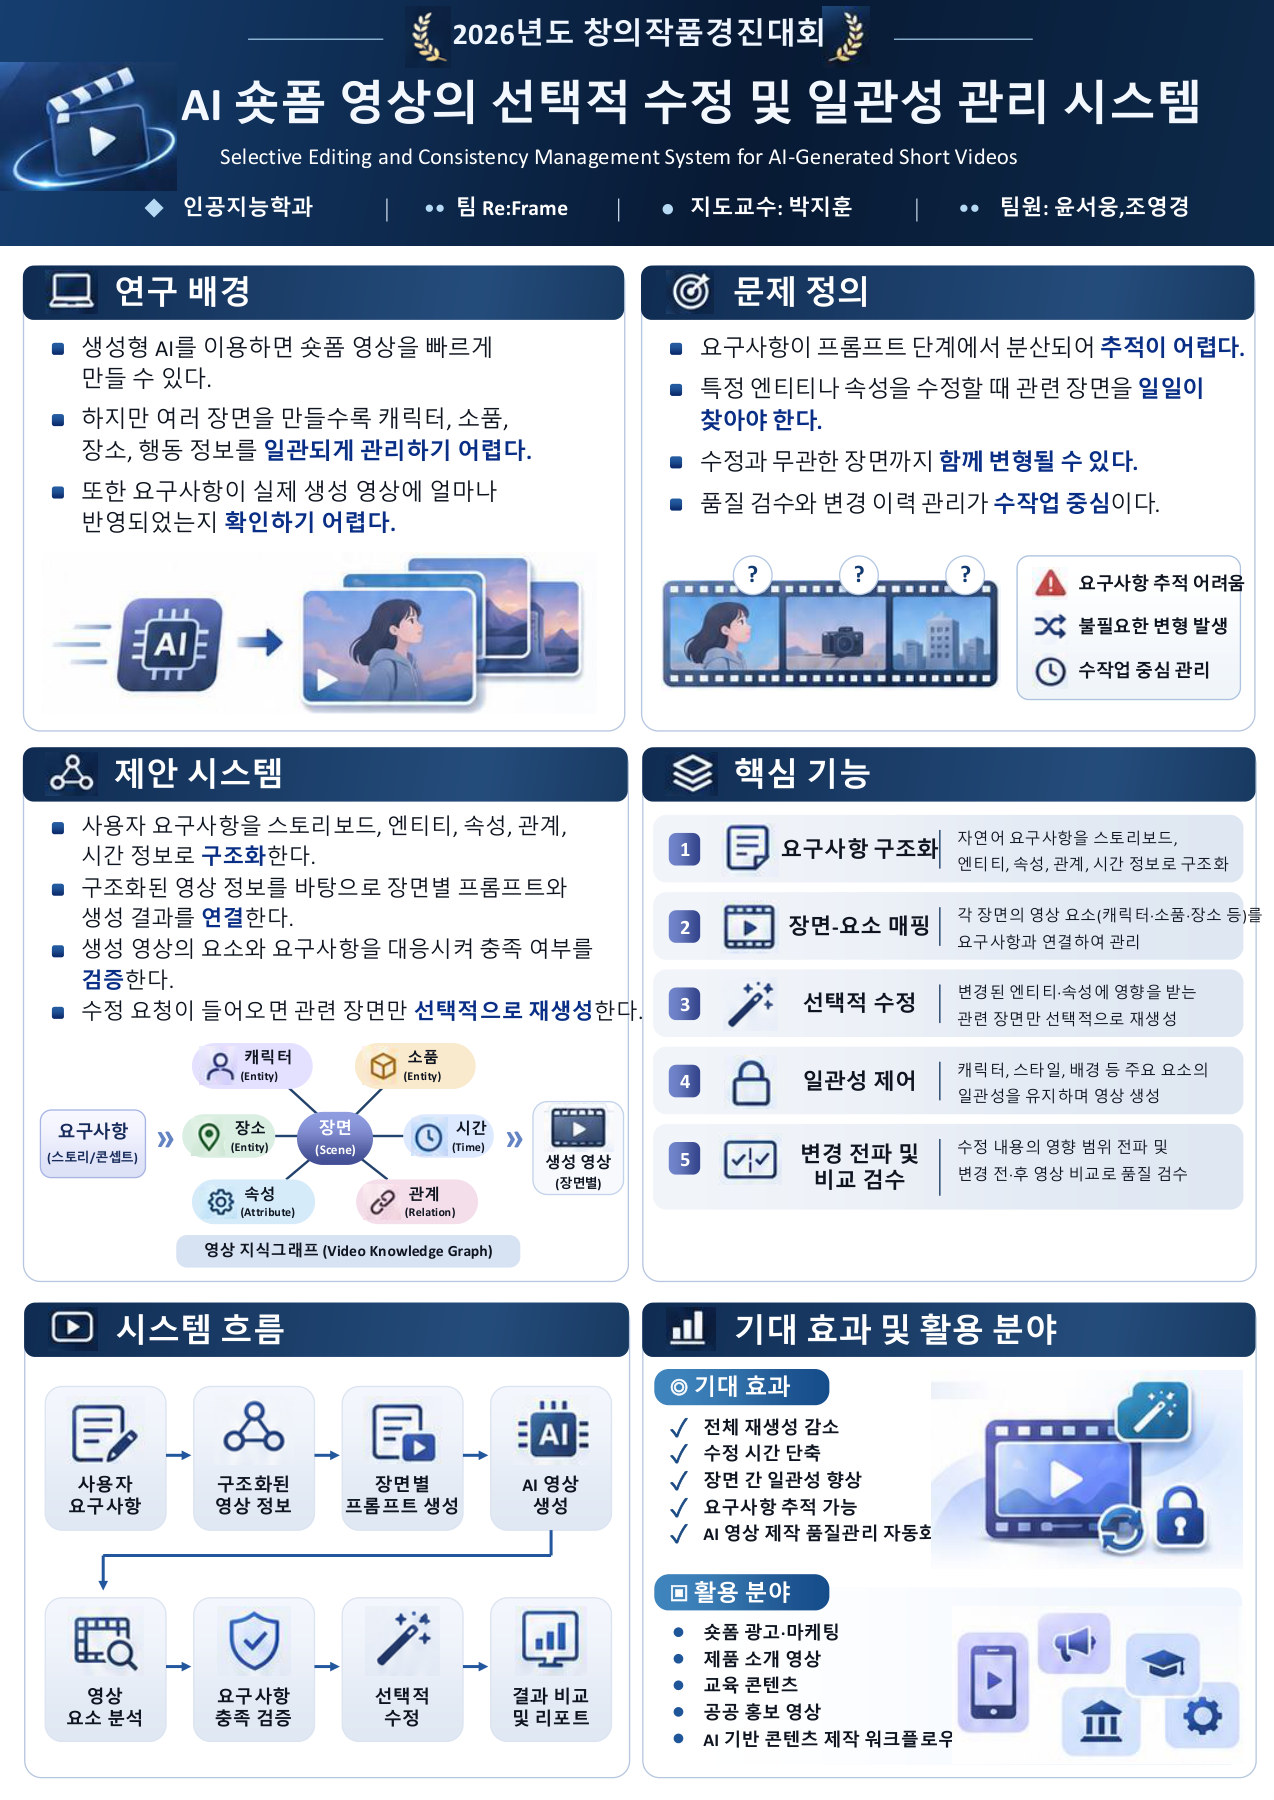 2026년도 창의작품경진대회
AI 숏폼 영상의 선택적 수정 및 일관성 관리 시스템
Selective Editing and Consistency Management System for AI-Generated Short Videos
인공지능학과 | 팀 Re:Frame | 지도교수: 박지훈 | 팀원: 윤서웅,조영경
연구 배경
생성형 AI를 이용하면 숏폼 영상을 빠르게
만들 수 있다.
하지만 여러 장면을 만들수록 캐릭터, 소품,
장소, 행동 정보를 일관되게 관리하기 어렵다.
또한 요구사항이 실제 생성 영상에 얼마나
반영되었는지 확인하기 어렵다.
AI
문제 정의
요구사항이 프롬프트 단계에서 분산되어 추적이 어렵다.
특정 엔티티나 속성을 수정할 때 관련 장면을 일일이
찾아야 한다.
수정과 무관한 장면까지 함께 변형될 수 있다.
품질 검수와 변경 이력 관리가 수작업 중심이다.
? ? ?
요구사항 추적 어려움
불필요한 변형 발생
수작업 중심 관리
제안 시스템
사용자 요구사항을 스토리보드, 엔티티, 속성, 관계,
시간 정보로 구조화한다.
구조화된 영상 정보를 바탕으로 장면별 프롬프트와
생성 결과를 연결한다.
생성 영상의 요소와 요구사항을 대응시켜 충족 여부를
검증한다.
수정 요청이 들어오면 관련 장면만 선택적으로 재생성한다.
요구사항
(스토리/콘셉트)
캐릭터
(Entity)
소품
(Entity)
장소
(Entity)
장면
(Scene)
시간
(Time)
속성
(Attribute)
관계
(Relation)
생성 영상
(장면별)
영상 지식그래프 (Video Knowledge Graph)
핵심 기능
1
요구사항 구조화
자연어 요구사항을 스토리보드,
엔티티, 속성, 관계, 시간 정보로 구조화
2
장면-요소 매핑
각 장면의 영상 요소(캐릭터·소품·장소 등)를
요구사항과 연결하여 관리
3
선택적 수정
변경된 엔티티·속성에 영향을 받는
관련 장면만 선택적으로 재생성
4
일관성 제어
캐릭터, 스타일, 배경 등 주요 요소의
일관성을 유지하며 영상 생성
5
변경 전파 및
비교 검수
수정 내용의 영향 범위 전파 및
변경 전·후 영상 비교로 품질 검수
시스템 흐름
사용자
요구사항
구조화된
영상 정보
장면별
프롬프트 생성
AI
AI 영상
생성
영상
요소 분석
요구사항
충족 검증
선택적
수정
결과 비교
및 리포트
기대 효과 및 활용 분야
◎ 기대 효과
✓ 전체 재생성 감소
✓ 수정 시간 단축
✓ 장면 간 일관성 향상
✓ 요구사항 추적 가능
✓ AI 영상 제작 품질관리 자동화
▣ 활용 분야
숏폼 광고·마케팅
제품 소개 영상
교육 콘텐츠
공공 홍보 영상
AI 기반 콘텐츠 제작 워크플로우